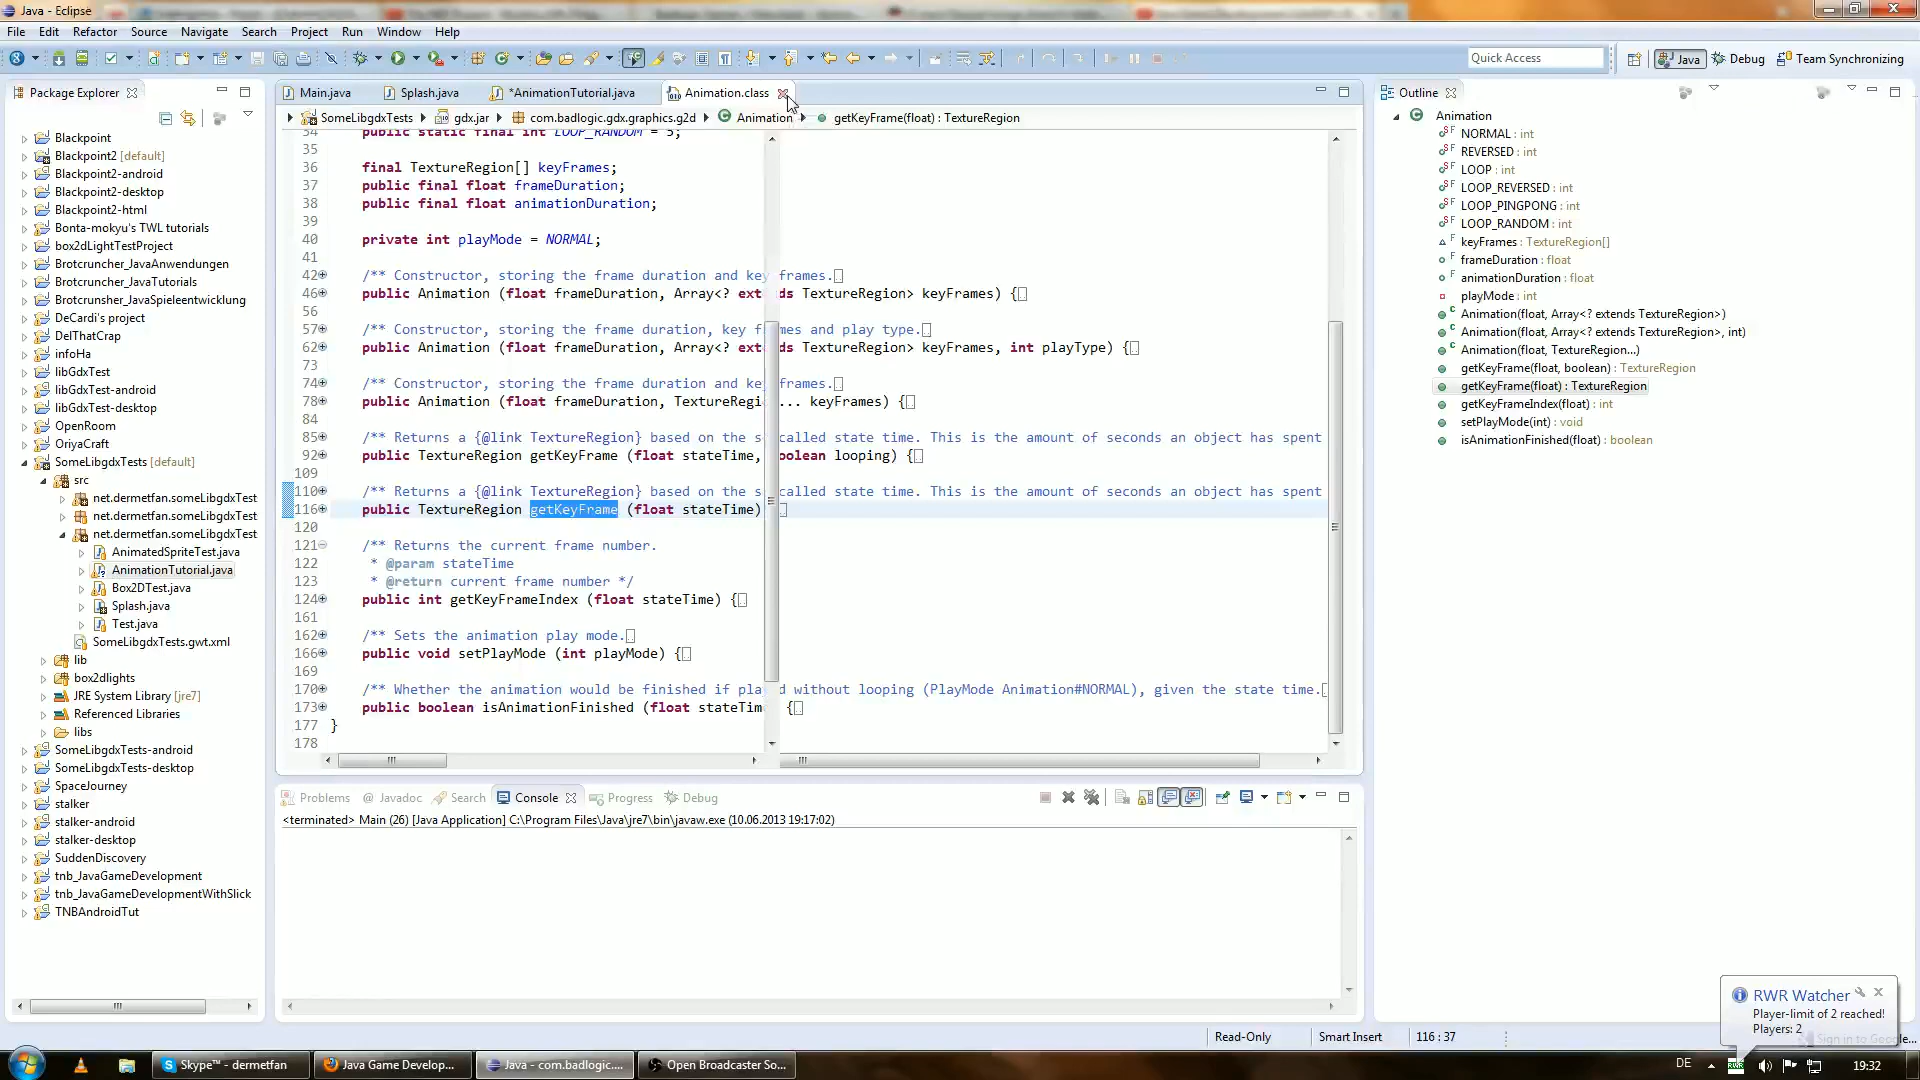 Java - Eclipse
File Edit Refactor Source Navigate Search Project Run Window Help
Quick Access
Java Debug Team Synchronizing
Package Explorer
Blackpoint
Blackpoint2 [default]
Blackpoint2-android
Blackpoint2-desktop
Blackpoint2-html
Bonta-mokyu's TWL tutorials
box2dLightTestProject
Brotcruncher_JavaAnwendungen
Brotcruncher_JavaTutorials
Brotcrunsher_JavaSpieleentwicklung
DeCardi's project
DelThatCrap
infoHa
libGdxTest
libGdxTest-android
libGdxTest-desktop
OpenRoom
OriyaCraft
SomeLibgdxTests [default]
src
net.dermetfan.someLibgdxTest
net.dermetfan.someLibgdxTest
net.dermetfan.someLibgdxTest
AnimatedSpriteTest.java
AnimationTutorial.java
Box2DTest.java
Splash.java
Test.java
SomeLibgdxTests.gwt.xml
lib
box2dlights
JRE System Library [jre7]
Referenced Libraries
libs
SomeLibgdxTests-android
SomeLibgdxTests-desktop
SpaceJourney
stalker
stalker-android
stalker-desktop
SuddenDiscovery
tnb_JavaGameDevelopment
tnb_JavaGameDevelopmentWithSlick
TNBAndroidTut
Main.java Splash.java *AnimationTutorial.java Animation.class
SomeLibgdxTests gdx.jar com.badlogic.gdx.graphics.g2d Animation getKeyFrame(float) : TextureRegion
34 public static final int LOOP_RANDOM = 5;
35
36 final TextureRegion[] keyFrames;
37 public final float frameDuration;
38 public final float animationDuration;
39
40 private int playMode = NORMAL;
41
42 /** Constructor, storing the frame duration and key frames.
46 public Animation (float frameDuration, Array<? extends TextureRegion> keyFrames) {
56
57 /** Constructor, storing the frame duration, key frames and play type.
62 public Animation (float frameDuration, Array<? extends TextureRegion> keyFrames, int playType) {
73
74 /** Constructor, storing the frame duration and key frames.
78 public Animation (float frameDuration, TextureRegi ... keyFrames) {
84
85 /** Returns a {@link TextureRegion} based on the s called state time. This is the amount of seconds an object has spent
92 public TextureRegion getKeyFrame (float stateTime, oolean looping) {
109
110 /** Returns a {@link TextureRegion} based on the s called state time. This is the amount of seconds an object has spent
116 public TextureRegion getKeyFrame (float stateTime)
120
121 /** Returns the current frame number.
122 * @param stateTime
123 * @return current frame number */
124 public int getKeyFrameIndex (float stateTime) {
161
162 /** Sets the animation play mode.
166 public void setPlayMode (int playMode) {
169
170 /** Whether the animation would be finished if pla d without looping (PlayMode Animation#NORMAL), given the state time.
173 public boolean isAnimationFinished (float stateTim {
177 }
178
Problems Javadoc Search Console Progress Debug
<terminated> Main (26) [Java Application] C:\Program Files\Java\jre7\bin\javaw.exe (10.06.2013 19:17:02)
Outline
Animation
NORMAL : int
REVERSED : int
LOOP : int
LOOP_REVERSED : int
LOOP_PINGPONG : int
LOOP_RANDOM : int
keyFrames : TextureRegion[]
frameDuration : float
animationDuration : float
playMode : int
Animation(float, Array<? extends TextureRegion>)
Animation(float, Array<? extends TextureRegion>, int)
Animation(float, TextureRegion...)
getKeyFrame(float, boolean) : TextureRegion
getKeyFrame(float) : TextureRegion
getKeyFrameIndex(float) : int
setPlayMode(int) : void
isAnimationFinished(float) : boolean
RWR Watcher
Player-limit of 2 reached!
Players: 2
Sign in to Google...
Read-Only Smart Insert 116 : 37
Skype™ - dermetfan Java Game Develop... Java - com.badlogic.... Open Broadcaster So... DE 19:32